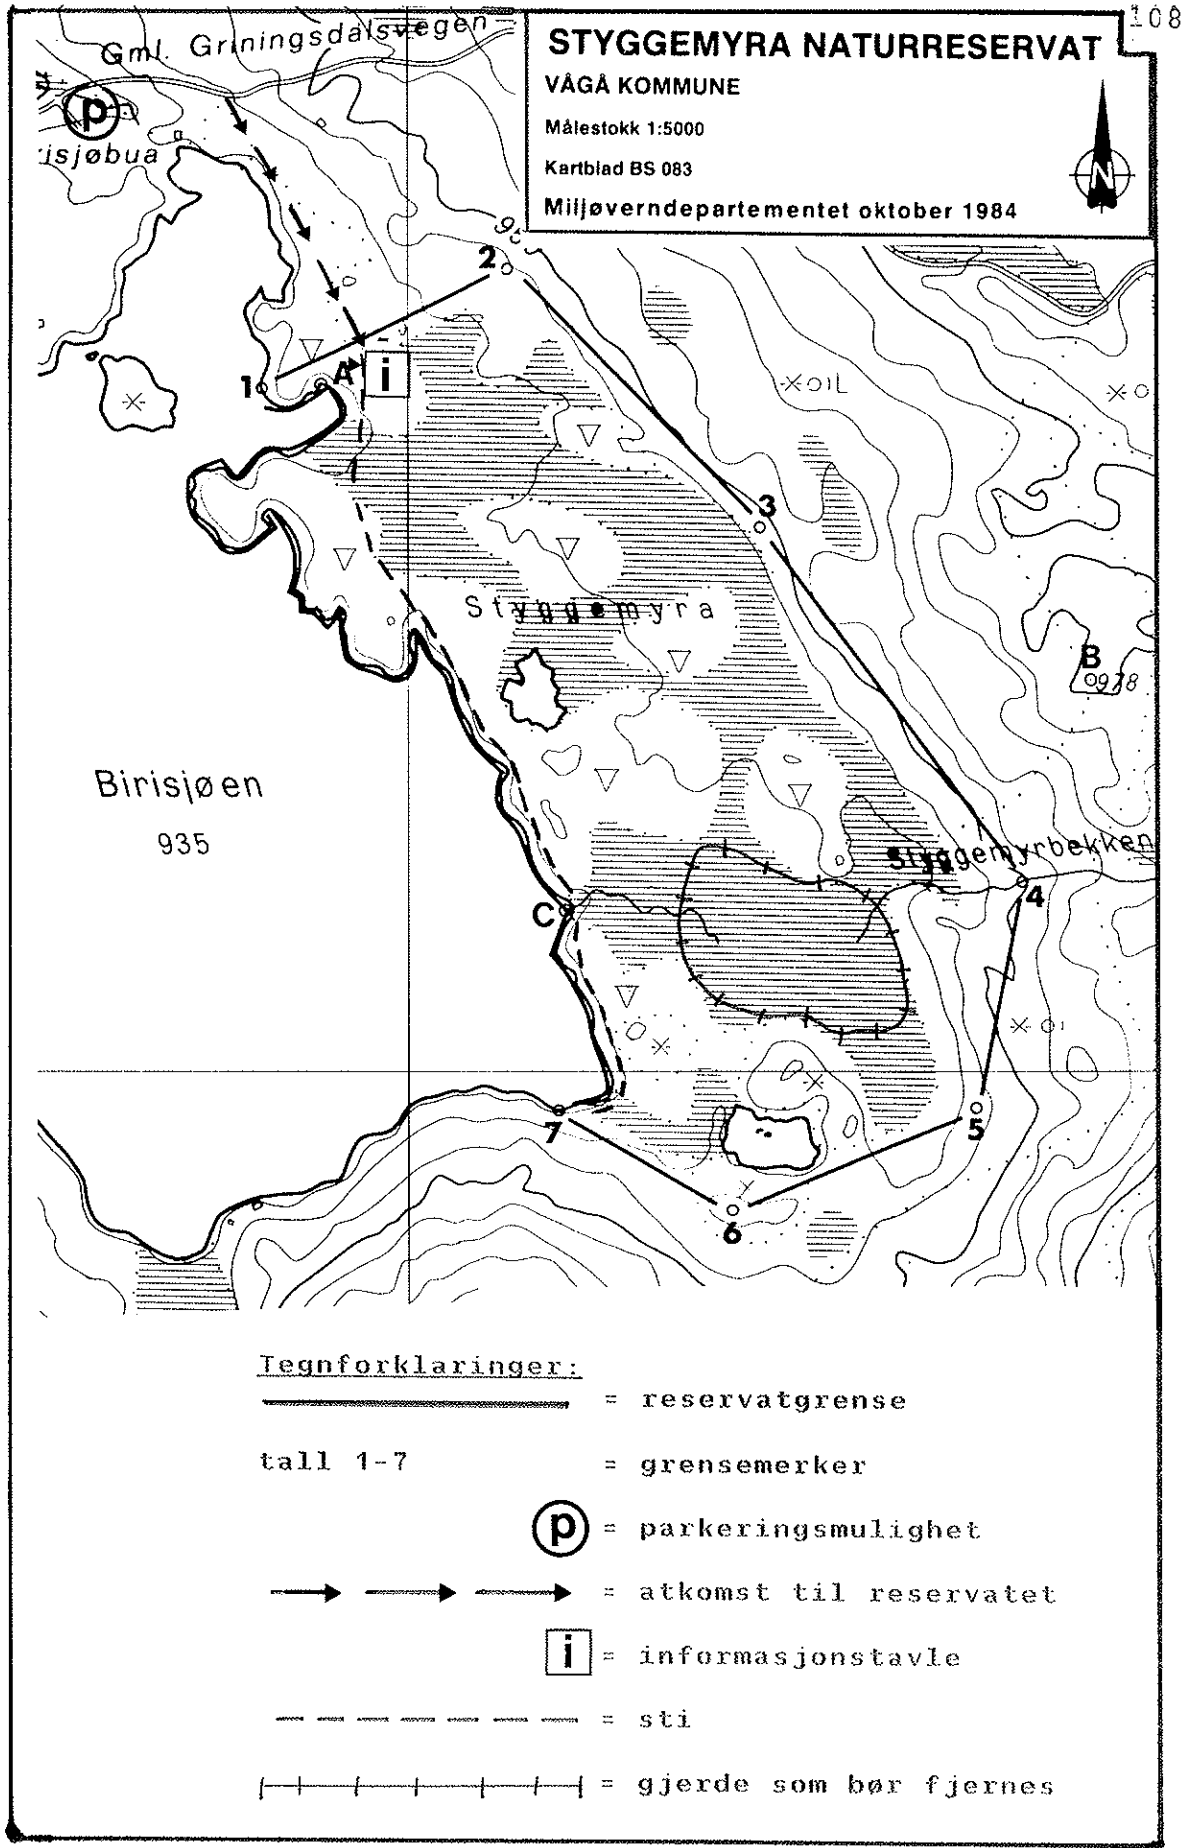 108
STYGGEMYRA NATURRESERVAT
VÅGÅ KOMMUNE
Målestokk 1:5000
Kartblad BS 083
Miljøverndepartementet oktober 1984
N
Gml. Griningsdalsvegen
P
isjøbua
2
1
A
i
3
Styggemyra
B
978
Birisjøen
935
Styggemyrbekken
4
C
7
5
6
Tegnforklaringer:
= reservatgrense
tall 1-7 = grensemerker
P = parkeringsmulighet
= atkomst til reservatet
i = informasjonstavle
= sti
= gjerde som bør fjernes